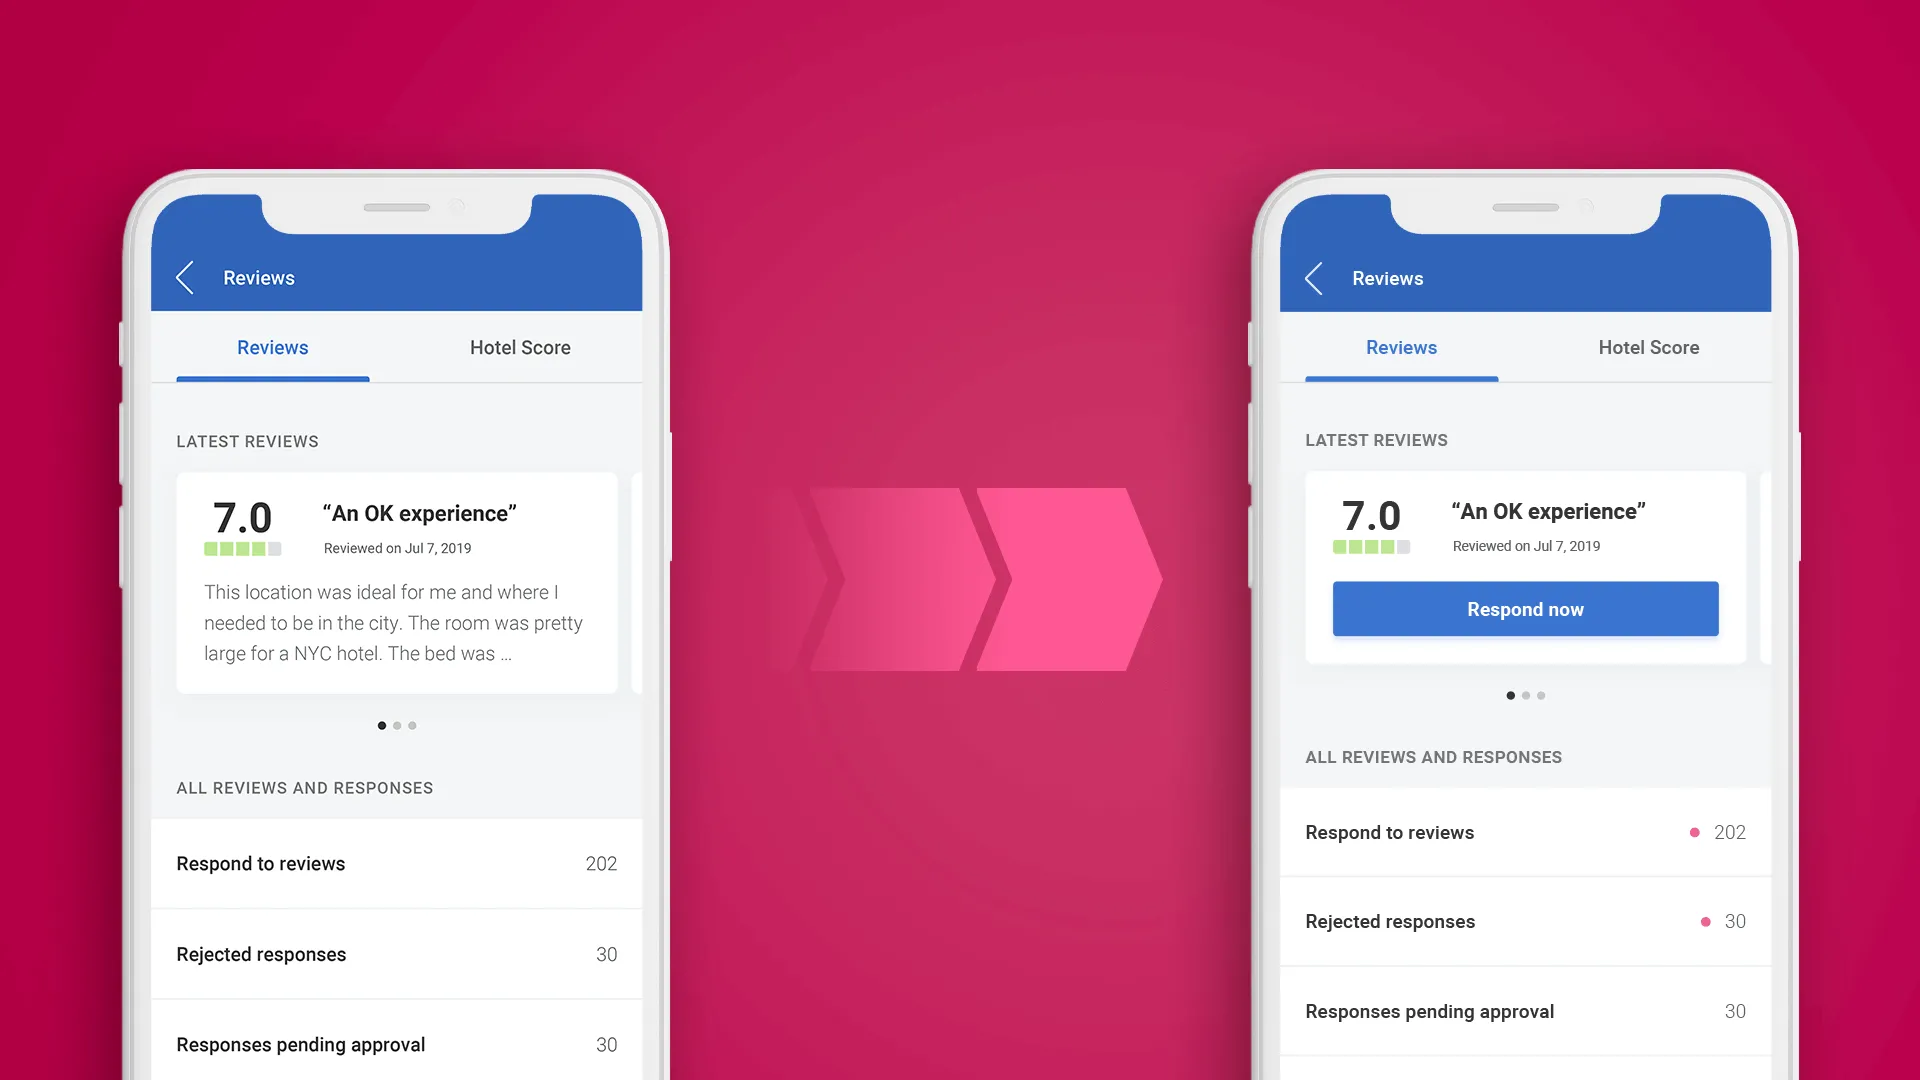 Reviews
Reviews
Hotel Score
LATEST REVIEWS
7.0
“An OK experience”
Reviewed on Jul 7, 2019
This location was ideal for me and where I
needed to be in the city. The room was pretty
large for a NYC hotel. The bed was ...
ALL REVIEWS AND RESPONSES
Respond to reviews 202
Rejected responses 30
Responses pending approval 30
Reviews
Reviews
Hotel Score
LATEST REVIEWS
7.0
“An OK experience”
Reviewed on Jul 7, 2019
Respond now
ALL REVIEWS AND RESPONSES
Respond to reviews 202
Rejected responses 30
Responses pending approval 30